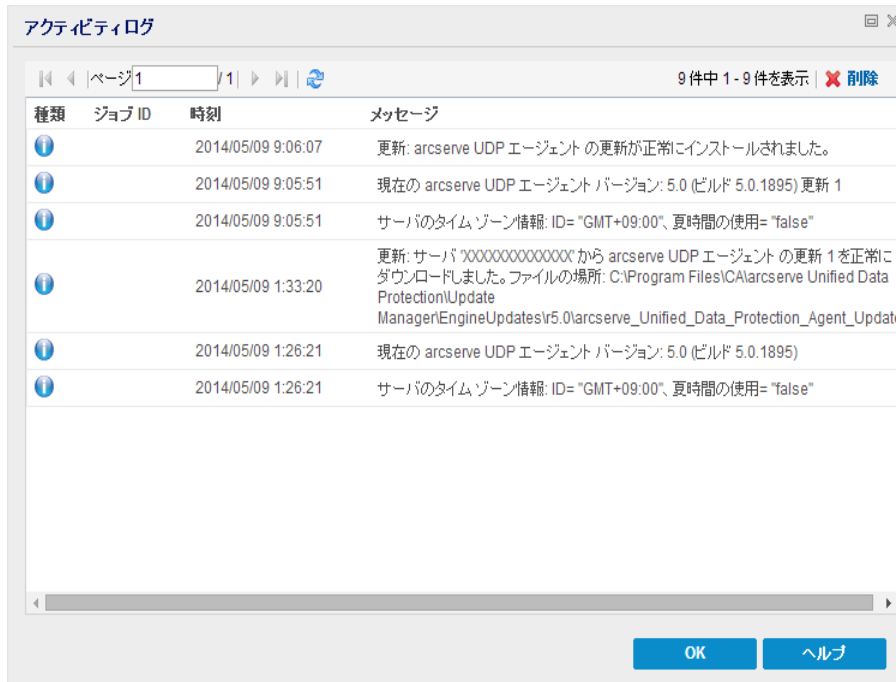 アクティビティログ
ページ 1 / 1 9 件中 1 - 9 件を表示 削除
種類 ジョブ ID 時刻 メッセージ
2014/05/09 9:06:07 更新: arcserve UDP エージェント の更新が正常にインストールされました。
2014/05/09 9:05:51 現在の arcserve UDP エージェント バージョン: 5.0 (ビルド 5.0.1895) 更新 1
2014/05/09 9:05:51 サーバのタイム ゾーン情報: ID= "GMT+09:00"、夏時間の使用= "false"
2014/05/09 1:33:20 更新: サーバ "XXXXXXXXXXXXX" から arcserve UDP エージェント の更新 1 を正常に
ダウンロードしました。ファイルの場所: C:\Program Files\CA\arcserve Unified Data
Protection\Update
Manager\EngineUpdates\r5.0\arcserve_Unified_Data_Protection_Agent_Update
2014/05/09 1:26:21 現在の arcserve UDP エージェント バージョン: 5.0 (ビルド 5.0.1895)
2014/05/09 1:26:21 サーバのタイム ゾーン情報: ID= "GMT+09:00"、夏時間の使用= "false"
OK ヘルプ